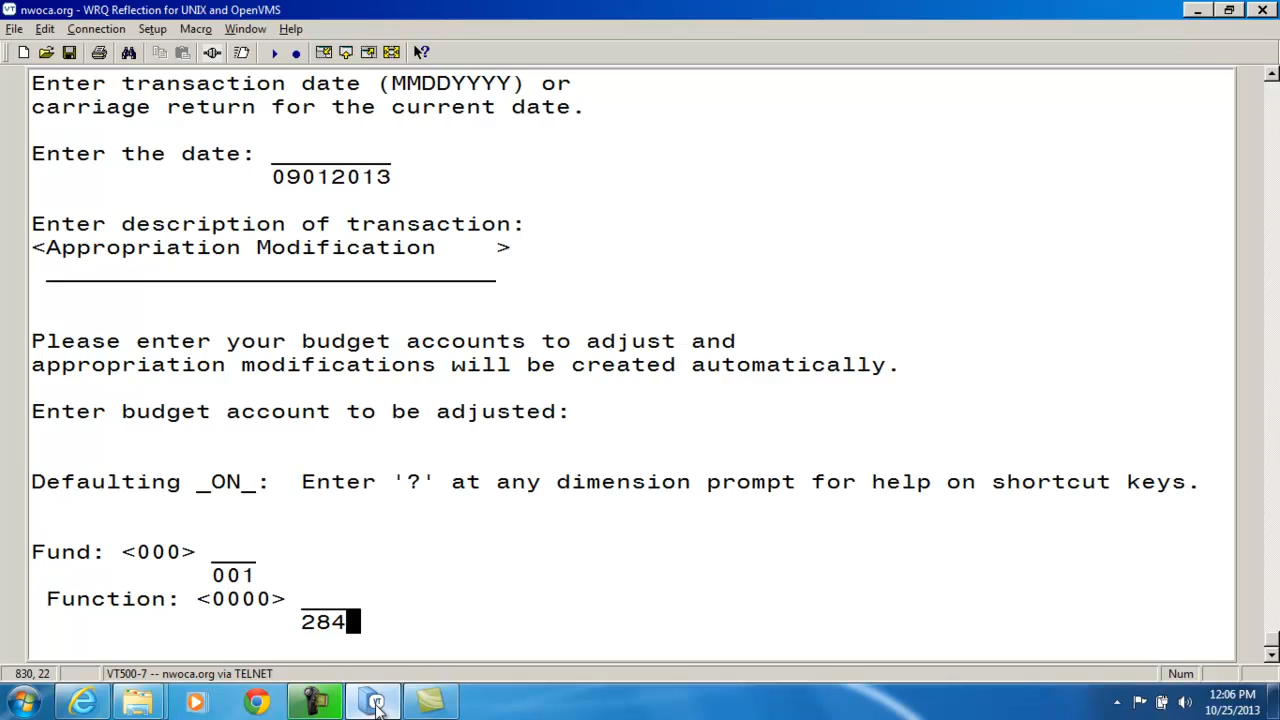 nwoca.org - WRQ Reflection for UNIX and OpenVMS
File Edit Connection Setup Macro Window Help
Enter transaction date (MMDDYYYY) or
carriage return for the current date.
Enter the date: ________
09012013
Enter description of transaction:
<Appropriation Modification    >
______________________________
Please enter your budget accounts to adjust and
appropriation modifications will be created automatically.
Enter budget account to be adjusted:
Defaulting _ON_:  Enter '?' at any dimension prompt for help on shortcut keys.
Fund: <000> ___
001
Function: <0000> ____
284
830, 22 VT500-7 -- nwoca.org via TELNET Num
12:06 PM
10/25/2013